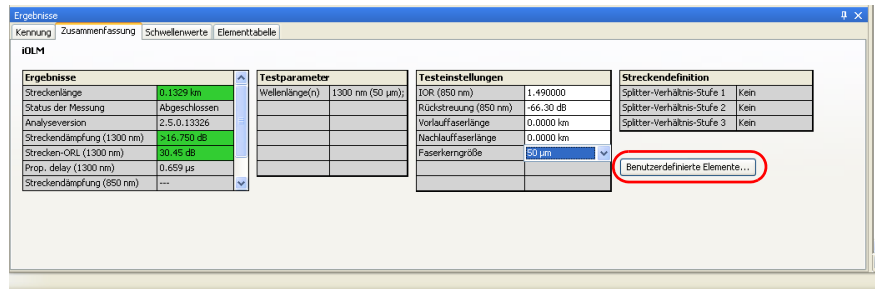 Ergebnisse
Kennung Zusammenfassung Schwellenwerte Elementtabelle
iOLM
Ergebnisse
Streckenlänge 0.1329 km
Status der Messung Abgeschlossen
Analyseversion 2.5.0.13326
Streckendämpfung (1300 nm) >16.750 dB
Strecken-ORL (1300 nm) 30.45 dB
Prop. delay (1300 nm) 0.659 µs
Streckendämpfung (850 nm) ---
Testparameter
Wellenlänge(n) 1300 nm (50 µm);
Testeinstellungen
IOR (850 nm) 1.490000
Rückstreuung (850 nm) -66.30 dB
Vorlauffaserlänge 0.0000 km
Nachlauffaserlänge 0.0000 km
Faserkerngröße 50 µm
Streckendefinition
Splitter-Verhältnis-Stufe 1 Kein
Splitter-Verhältnis-Stufe 2 Kein
Splitter-Verhältnis-Stufe 3 Kein
Benutzerdefinierte Elemente...